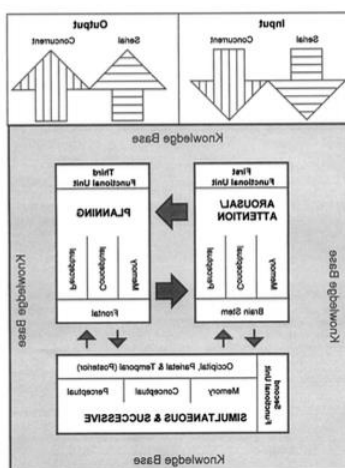 Input
Output
Serial
Concurrent
Serial
Concurrent
Knowledge Base
First
Functional Unit
Third
Functional Unit
AROUSAL/
ATTENTION
PLANNING
Memory
Conceptual
Perceptual
Memory
Conceptual
Perceptual
Knowledge Base
Knowledge Base
Brain Stem
Frontal
Second
Functional Unit
Occipital, Parietal & Temporal (Posterior)
Memory
Conceptual
Perceptual
SIMULTANEOUS & SUCCESSIVE
Knowledge Base